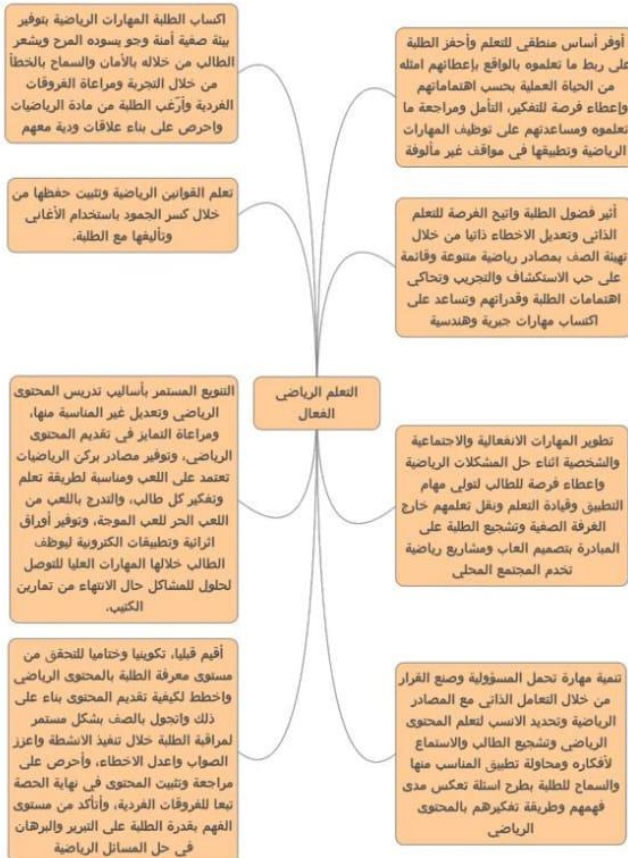 أوفر أساس منطقي للتعلم وأحفز الطلبة
على ربط ما تعلموه بالواقع بإعطائهم امثله
من الحياة العملية بحسب اهتماماتهم
وإعطاء فرصة للتفكير، التأمل ومراجعة ما
تعلموه ومساعدتهم على توظيف المهارات
الرياضية وتطبيقها في مواقف غير مألوفة
أثير فضول الطلبة واتيح الفرصة للتعلم
الذاتي وتعديل الاخطاء ذاتيا من خلال
تهيئة الصف بمصادر رياضية متنوعة وقائمة
على حب الاستكشاف والتجريب وتحاكي
اهتمامات الطلبة وقدراتهم وتساعد على
اكتساب مهارات جبرية وهندسية
تطوير المهارات الانفعالية والاجتماعية
والشخصية اثناء حل المشكلات الرياضية
واعطاء فرصة للطالب لتولي مهام
التطبيق وقيادة التعلم ونقل تعلمهم خارج
الغرفة الصفية وتشجيع الطلبة على
المبادرة بتصميم العاب ومشاريع رياضية
تخدم المجتمع المحلي
تنمية مهارة تحمل المسؤولية وصنع القرار
من خلال التعامل الذاتي مع المصادر
الرياضية وتحديد الانسب لتعلم المحتوى
الرياضي وتشجيع الطالب والاستماع
لأفكاره ومحاولة تطبيق المناسب منها
والسماح للطلبة بطرح اسئلة تعكس مدى
فهمهم وطريقة تفكيرهم بالمحتوى
الرياضي
التعلم الرياضي
الفعال
اكساب الطلبة المهارات الرياضية بتوفير
بيئة صفية أمنة وجو يسوده المرح ويشعر
الطالب من خلاله بالأمان والسماح بالخطأ
من خلال التجربة ومراعاة الفروقات
الفردية وأرَغب الطلبة من مادة الرياضيات
واحرص على بناء علاقات ودية معهم
تعلم القوانين الرياضية وتثبيت حفظها من
خلال كسر الجمود باستخدام الأغاني
وتأليفها مع الطلبة.
التنويع المستمر بأساليب تدريس المحتوى
الرياضي وتعديل غير المناسبة منها،
ومراعاة التمايز في تقديم المحتوى
الرياضي، وتوفير مصادر بركن الرياضيات
تعتمد على اللعب ومناسبة لطريقة تعلم
وتفكير كل طالب، والتدرج باللعب من
اللعب الحر للعب الموجة، وتوفير أوراق
اثرائية وتطبيقات الكترونية ليوظف
الطالب خلالها المهارات العليا للتوصل
لحلول للمشاكل حال الانتهاء من تمارين
الكتيب.
أقيم قبليا، تكوينيا وختاميا للتحقق من
مستوى معرفة الطلبة بالمحتوى الرياضي
واخطط لكيفية تقديم المحتوى بناء على
ذلك واتجول بالصف بشكل مستمر
لمراقبة الطلبة خلال تنفيذ الانشطة واعزز
الصواب واعدل الاخطاء، وأحرص على
مراجعة وتثبيت المحتوى في نهاية الحصة
تبعا للفروقات الفردية، وأتأكد من مستوى
الفهم بقدرة الطلبة على التبرير والبرهان
في حل المسائل الرياضية